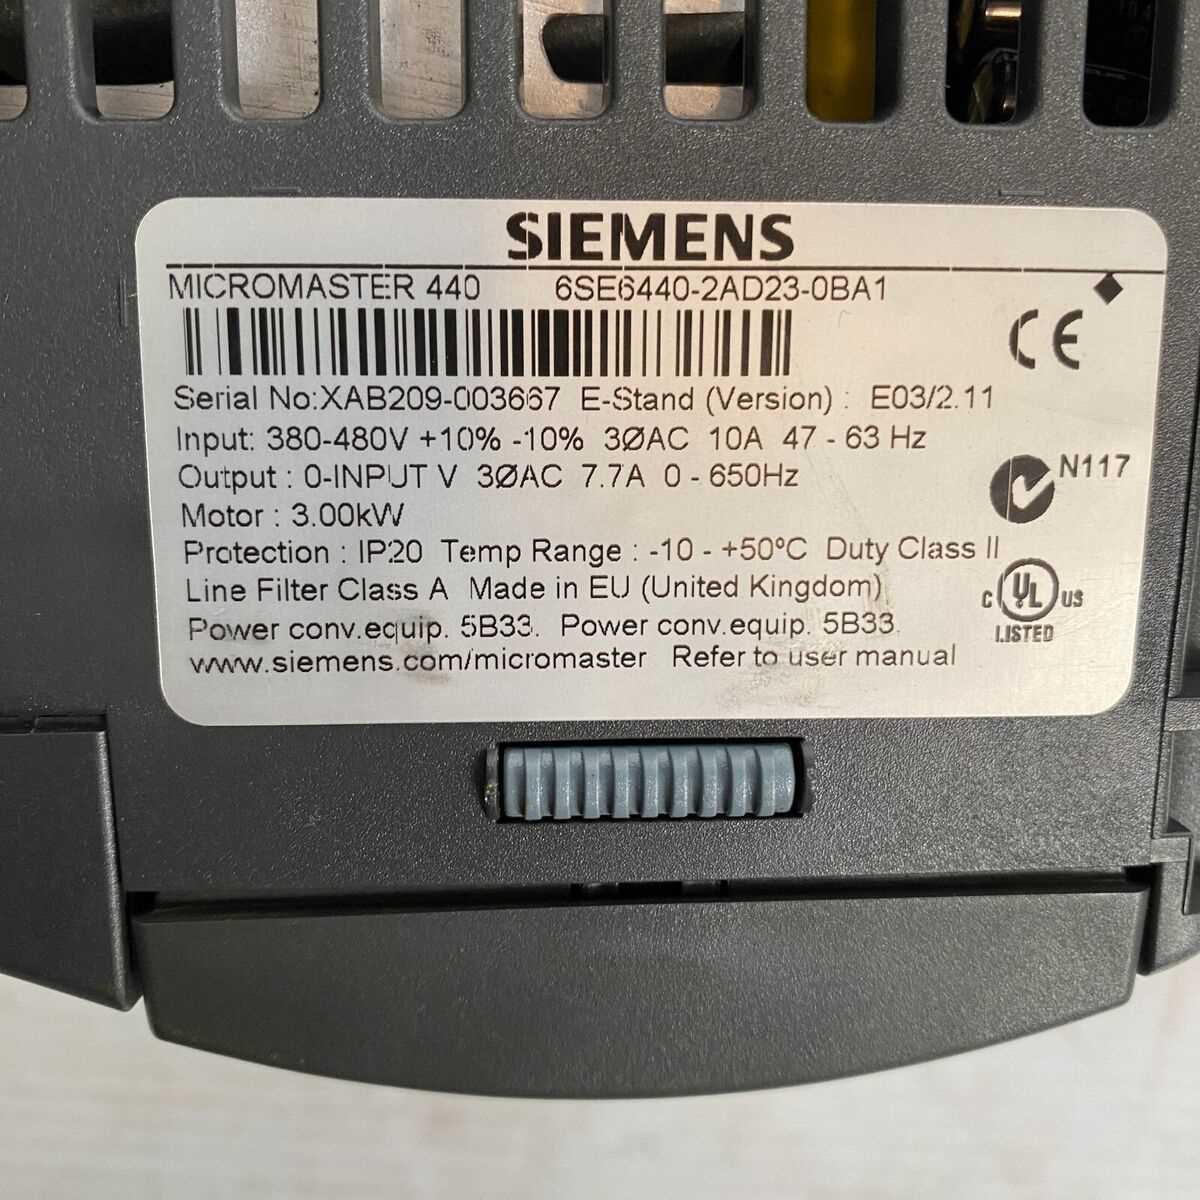 SIEMENS
MICROMASTER 440 6SE6440-2AD23-0BA1
CE
Serial No:XAB209-003667 E-Stand (Version) : E03/2.11
Input: 380-480V +10% -10% 3ØAC 10A 47 - 63 Hz
Output : 0-INPUT V 3ØAC 7.7A 0 - 650Hz
N117
Motor : 3.00kW
Protection : IP20 Temp Range : -10 - +50°C Duty Class II
Line Filter Class A Made in EU (United Kingdom)
C UL US
LISTED
Power conv.equip. 5B33. Power conv.equip. 5B33.
www.siemens.com/micromaster Refer to user manual